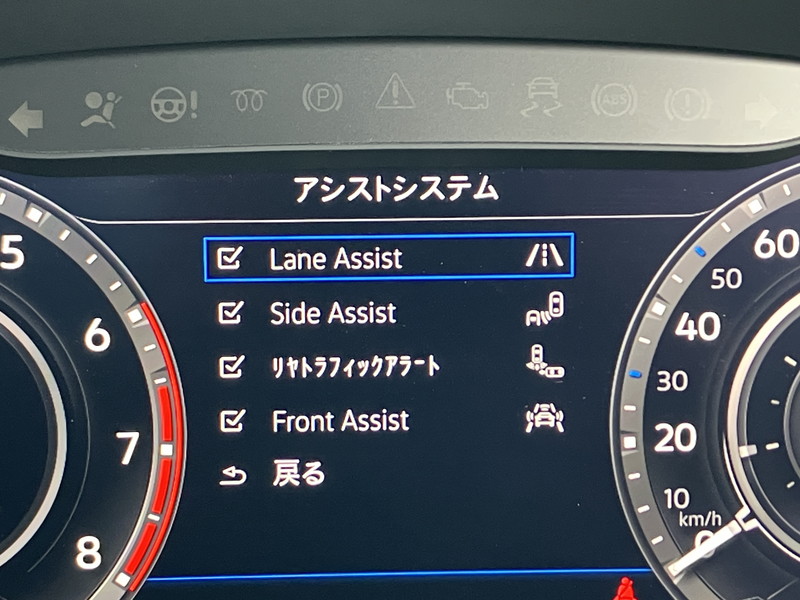 P
ABS
アシストシステム
Lane Assist
Side Assist
ﾘﾔﾄﾗﾌｨｯｸｱﾗｰﾄ
Front Assist
戻る
5
6
7
8
60
50
40
30
20
10
km/h
0